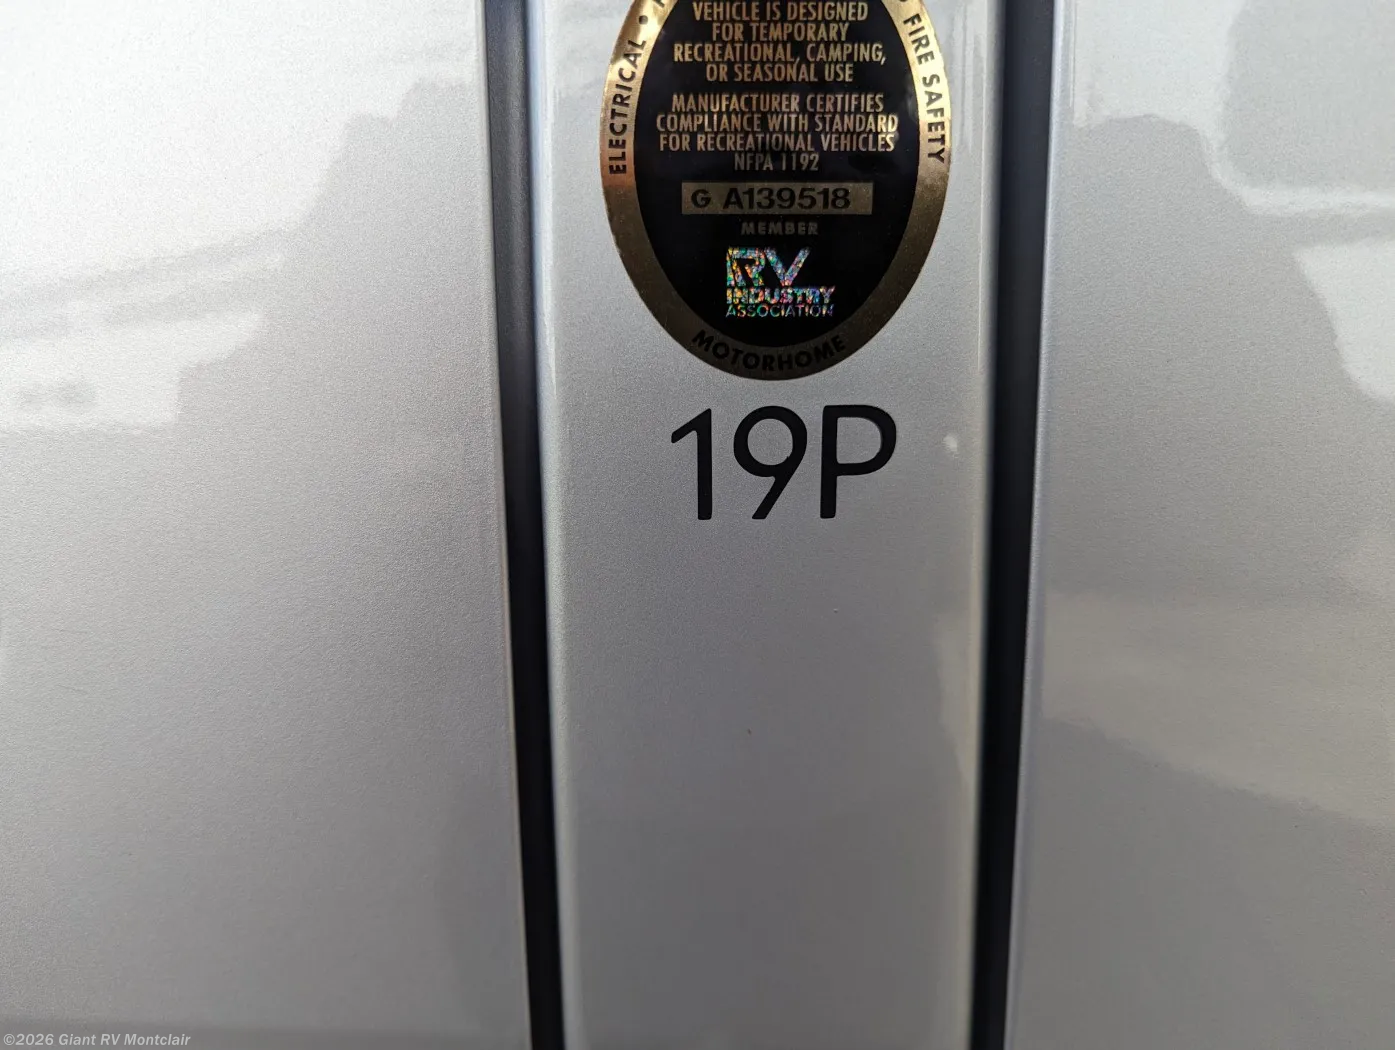 VEHICLE IS DESIGNED
FOR TEMPORARY
RECREATIONAL, CAMPING,
OR SEASONAL USE
MANUFACTURER CERTIFIES
COMPLIANCE WITH STANDARD
FOR RECREATIONAL VEHICLES
NFPA 1192
G A139518
MEMBER
RV
INDUSTRY
ASSOCIATION
ELECTRICAL •
FIRE SAFETY
MOTORHOME
19P
©2026 Giant RV Montclair